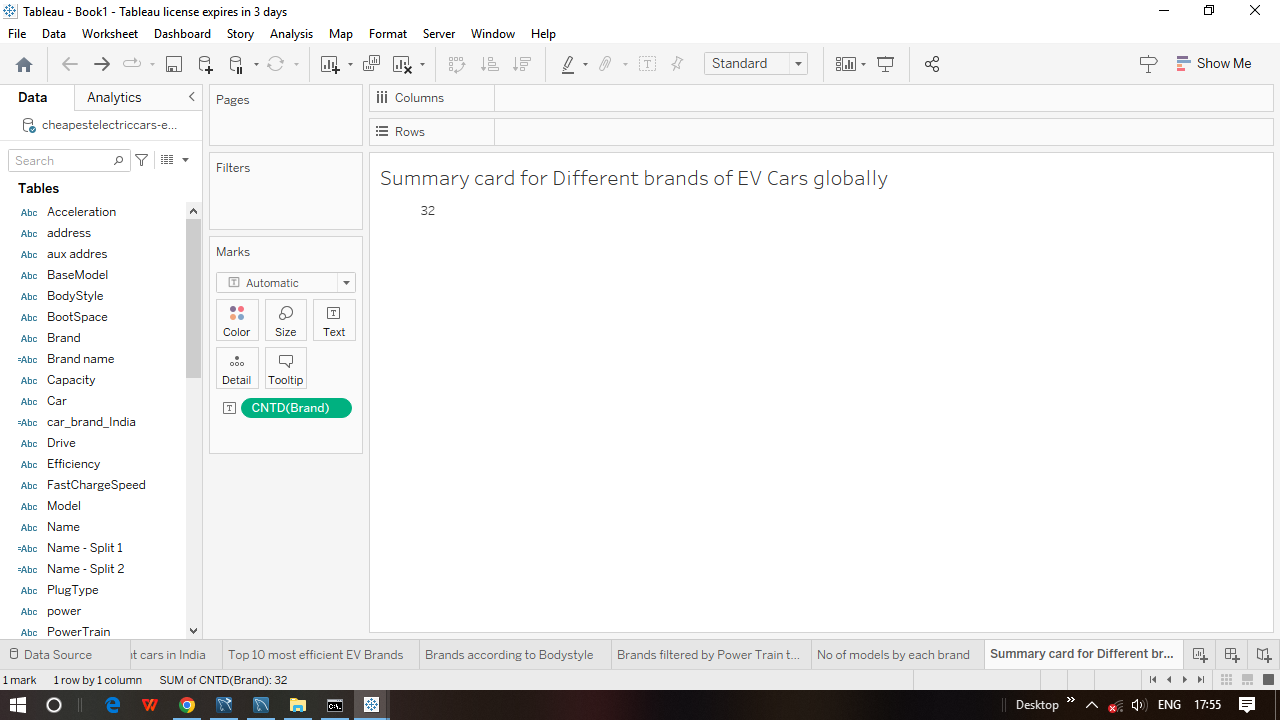 Tableau - Book1 - Tableau license expires in 3 days
File Data Worksheet Dashboard Story Analysis Map Format Server Window Help
Standard
Show Me
Data Analytics
cheapestelectriccars-e...
Search
Tables
Abc Acceleration
Abc address
Abc aux addres
Abc BaseModel
Abc BodyStyle
Abc BootSpace
Abc Brand
=Abc Brand name
Abc Capacity
Abc Car
=Abc car_brand_India
Abc Drive
Abc Efficiency
Abc FastChargeSpeed
Abc Model
Abc Name
=Abc Name - Split 1
=Abc Name - Split 2
Abc PlugType
Abc power
Abc PowerTrain
Pages
Filters
Marks
T Automatic
Color Size T Text
Detail Tooltip
T CNTD(Brand)
Columns
Rows
Summary card for Different brands of EV Cars globally
32
Data Source
t cars in India
Top 10 most efficient EV Brands
Brands according to Bodystyle
Brands filtered by Power Train t...
No of models by each brand
Summary card for Different br...
1 mark 1 row by 1 column SUM of CNTD(Brand): 32
Desktop » ENG 17:55